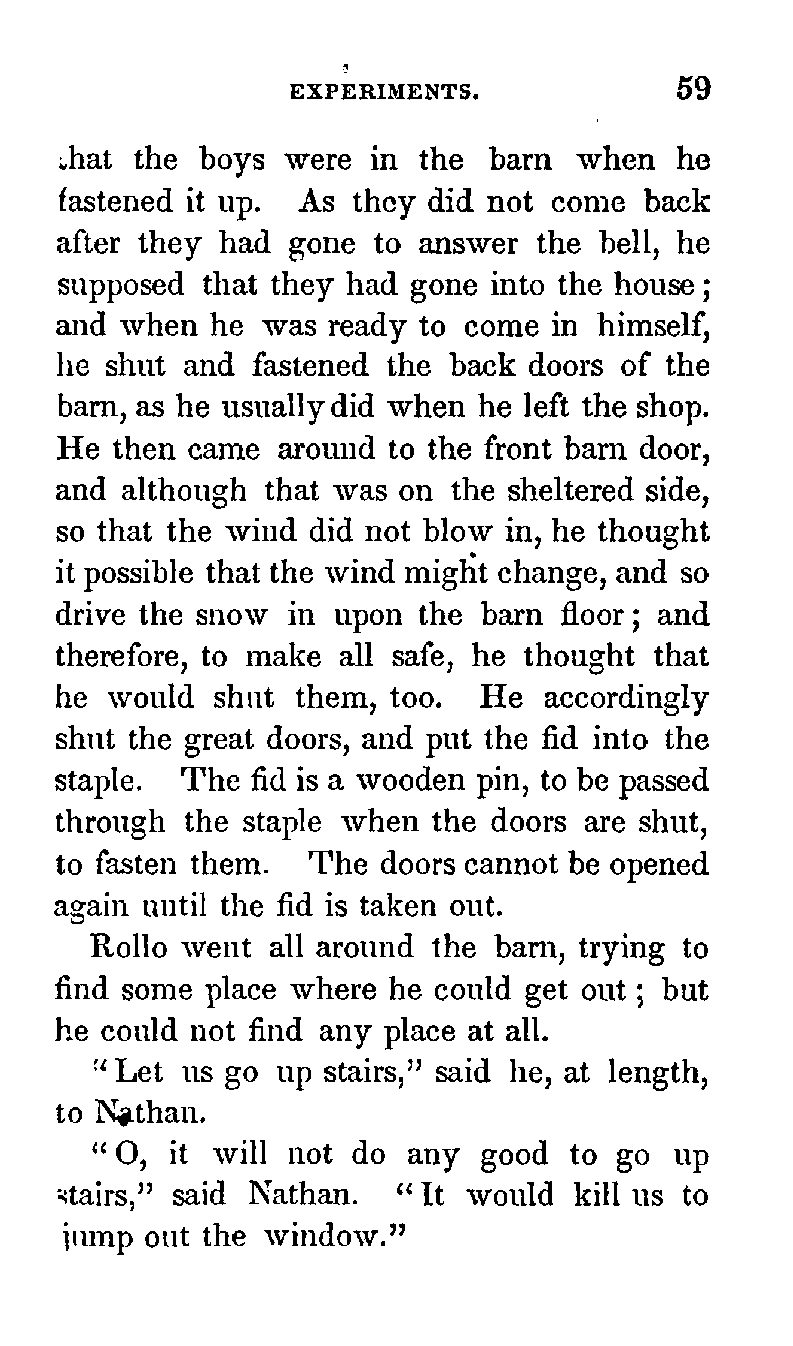 EXPERIMENTS. 59
that the boys were in the barn when he
fastened it up. As they did not come back
after they had gone to answer the bell, he
supposed that they had gone into the house;
and when he was ready to come in himself,
he shut and fastened the back doors of the
barn, as he usually did when he left the shop.
He then came around to the front barn door,
and although that was on the sheltered side,
so that the wind did not blow in, he thought
it possible that the wind might change, and so
drive the snow in upon the barn floor; and
therefore, to make all safe, he thought that
he would shut them, too. He accordingly
shut the great doors, and put the fid into the
staple. The fid is a wooden pin, to be passed
through the staple when the doors are shut,
to fasten them. The doors cannot be opened
again until the fid is taken out.
Rollo went all around the barn, trying to
find some place where he could get out; but
he could not find any place at all.
"Let us go up stairs," said he, at length,
to Nathan.
"O, it will not do any good to go up
stairs," said Nathan. "It would kill us to
jump out the window."